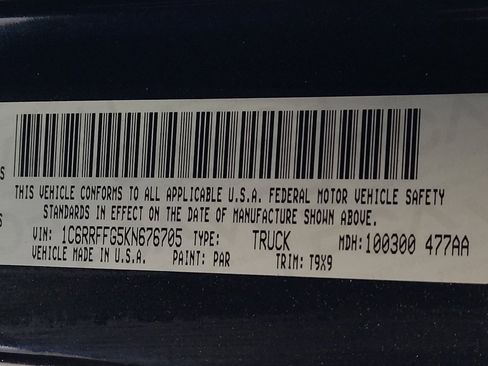 THIS VEHICLE CONFORMS TO ALL APPLICABLE U.S.A. FEDERAL MOTOR VEHICLE SAFETY
STANDARDS IN EFFECT ON THE DATE OF MANUFACTURE SHOWN ABOVE.
VIN: 1C6RRFFG5KN676705 TYPE: TRUCK MDH: 100300 477AA
VEHICLE MADE IN U.S.A. PAINT: PAR TRIM: T9X9